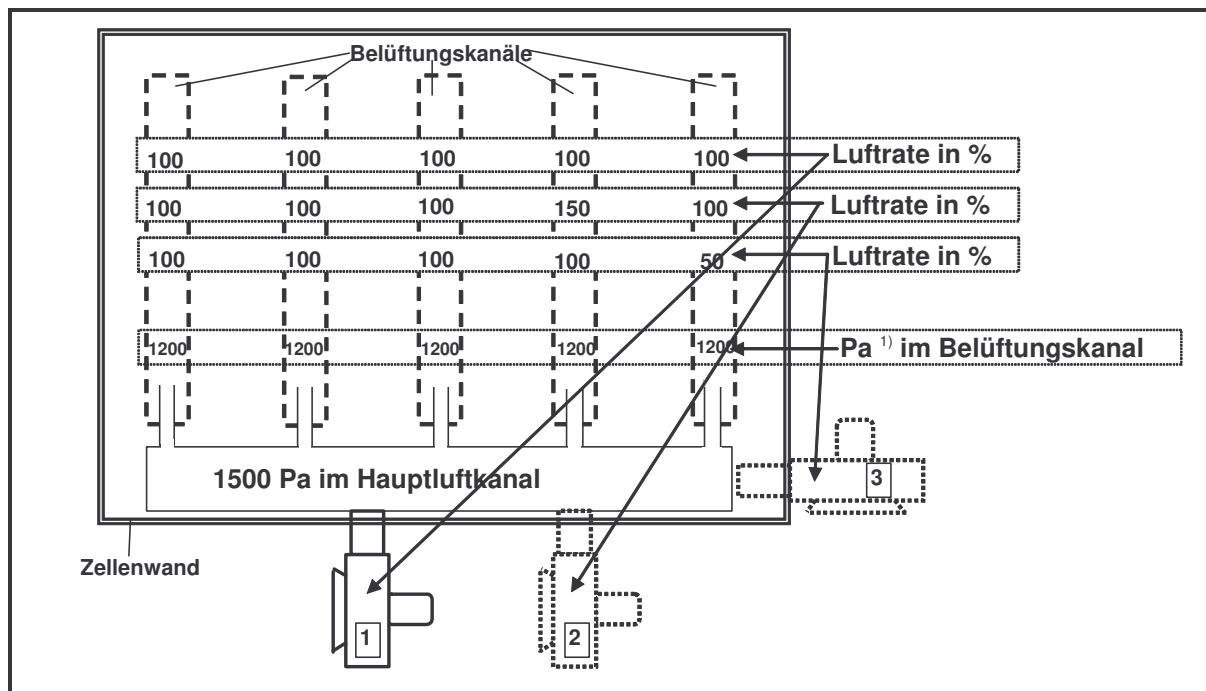 Belüftungskanäle
100 100 100 100 100 Luftrate in %
100 100 100 150 100 Luftrate in %
100 100 100 100 50 Luftrate in %
1200 1200 1200 1200 1200 Pa 1) im Belüftungskanal
1500 Pa im Hauptluftkanal
3
Zellenwand
1
2